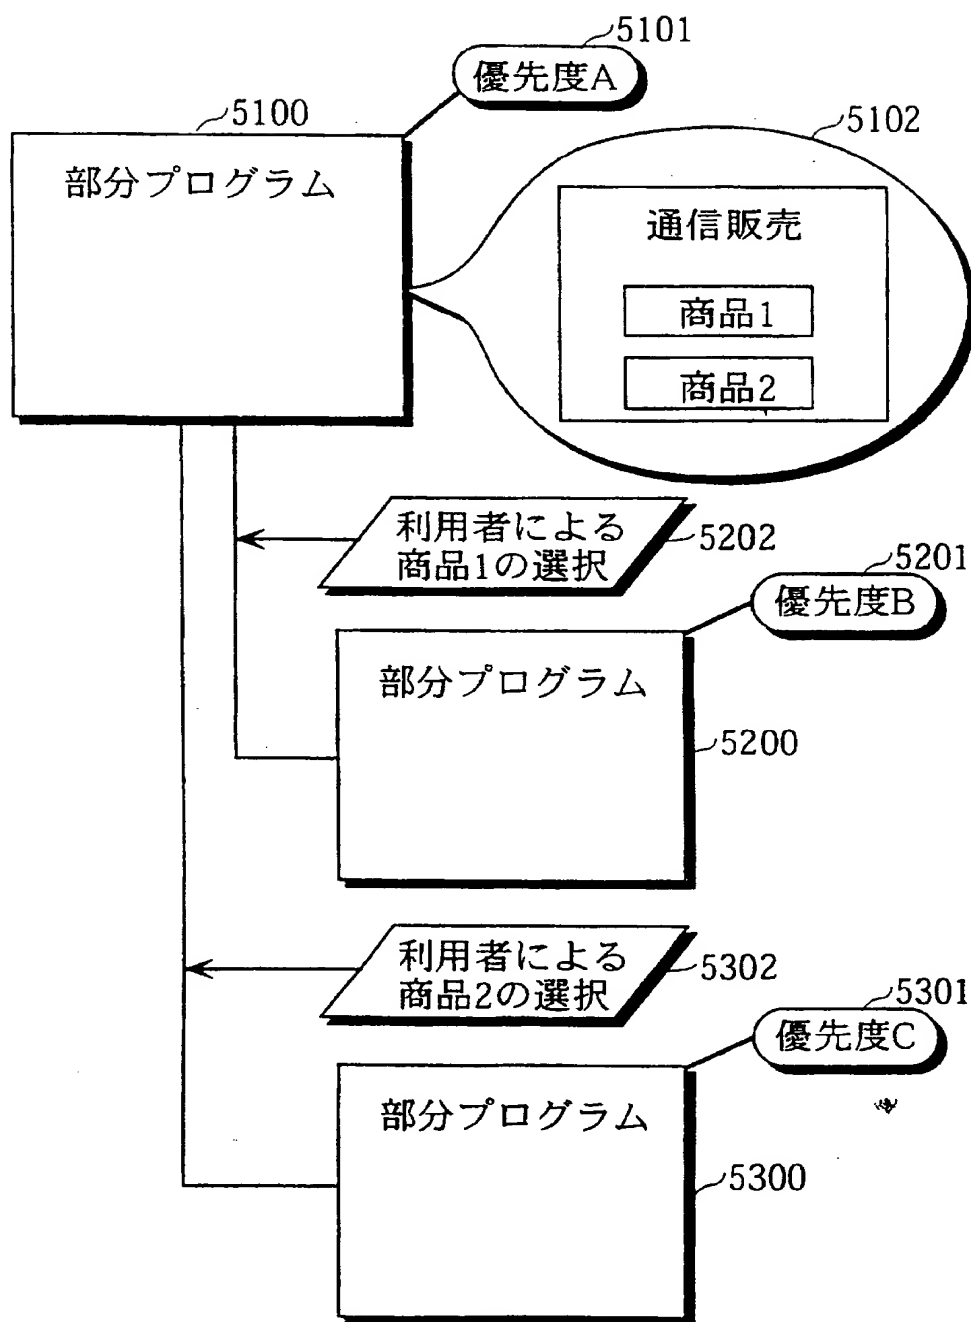 5101
優先度A
5100
5102
部分プログラム
通信販売
商品1
商品2
利用者による
商品1の選択
5202
5201
優先度B
部分プログラム
5200
利用者による
商品2の選択
5302
5301
優先度C
部分プログラム
5300